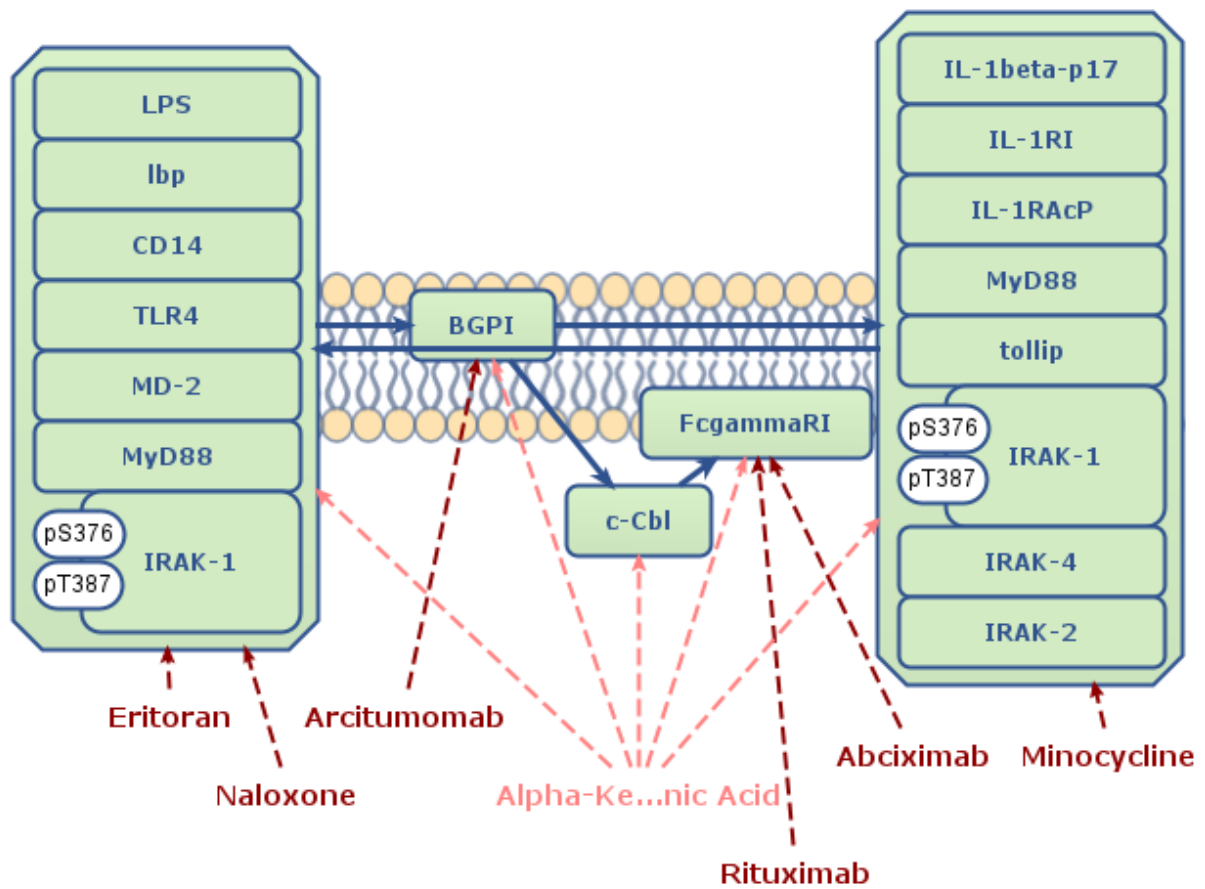 LPS
lbp
CD14
TLR4
MD-2
MyD88
pS376
IRAK-1
pT387
BGPI
FcgammaRI
c-Cbl
IL-1beta-p17
IL-1RI
IL-1RAcP
MyD88
tollip
pS376
IRAK-1
pT387
IRAK-4
IRAK-2
Eritoran
Arcitumomab
Naloxone
Alpha-Ke...nic Acid
Abciximab
Minocycline
Rituximab